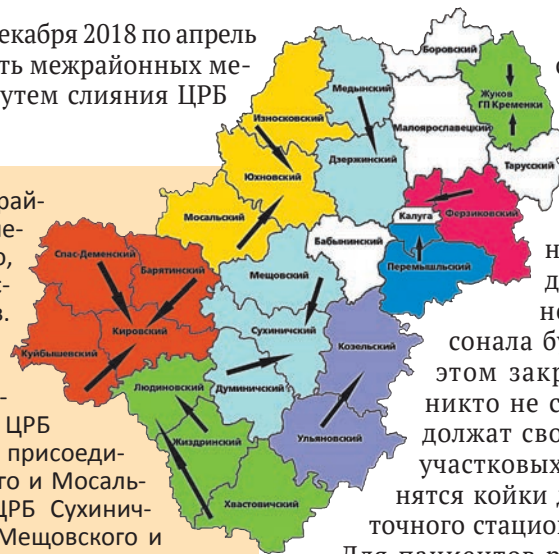 екабря 2018 по апрель
ть межрайонных ме-
утем слияния ЦРБ
рай-
ле-
о,
с-
в.
-
ЦРБ
присоеди-
го и Мосаль-
ЦРБ Сухинич-
Мещовского и
Боровский
Медынский
Жуков
ГП Кременки
Износковский
Малоярославецкий
Дзержинский
Тарусский
Юхновский
Мосальский
Калуга
Ферзиковский
Бабынинский
Спас-Деменский
Барятинский
Мещовский
Перемышльский
Куйбышевский
Кировский
Сухиничский
Козельский
Людиновский
Думиничский
Жиздринский
Ульяновский
Хвастовичский
с
н
д
но
сонала бу
этом закр
никто не с
должат сво
участковых
нятся койки д
точного стацион